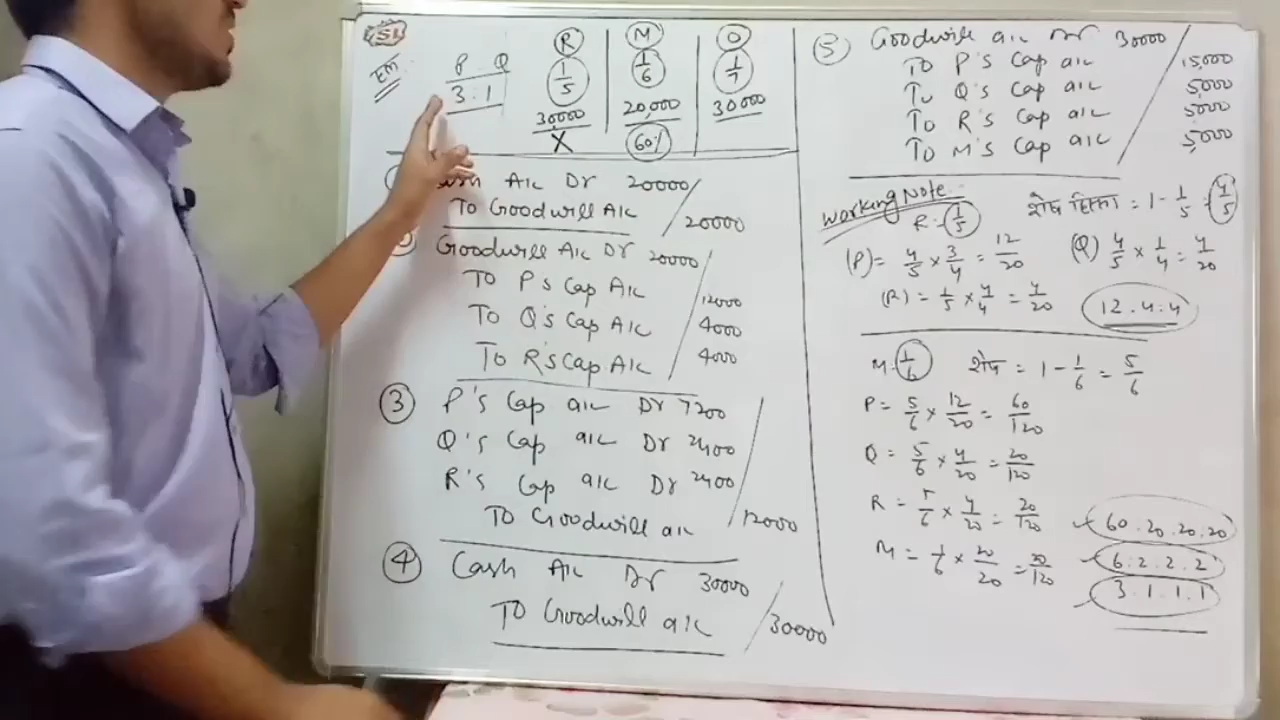 51
P Q
3:1
R
1/5
30,000
X
M
1/6
20,000
60%
O
1/7
30000
A/c Dr 20000
To Goodwill A/c 20000
Goodwill A/c Dr 20000
To P's Cap A/c 12000
To Q's Cap A/c 4000
To R's Cap A/c 4000
③ P's Cap a/c Dr 7200
Q's Cap a/c Dr 2400
R's Cap a/c Dr 2400
To Goodwill a/c 12000
④ Cash A/c Dr 30000
To Goodwill a/c 30000
⑤ Goodwill a/c Dr 30000
To P's Cap a/c 15,000
To Q's Cap a/c 5000
To R's Cap a/c 5000
To M's Cap a/c 5,000
Working Note
R = 1/5 शेष हिस्सा = 1 - 1/5 = 4/5
(P) = 4/5 × 3/4 = 12/20 (Q) 4/5 × 1/4 = 4/20
(R) = 1/5 × 4/4 = 4/20 12:4:4
M = 1/6 शेष = 1 - 1/6 = 5/6
P = 5/6 × 12/20 = 60/120
Q = 5/6 × 4/20 = 20/120
R = 5/6 × 4/20 = 20/120
60:20:20:20
M = 1/6 × 20/20 = 20/120
6:2:2:2
3:1:1:1